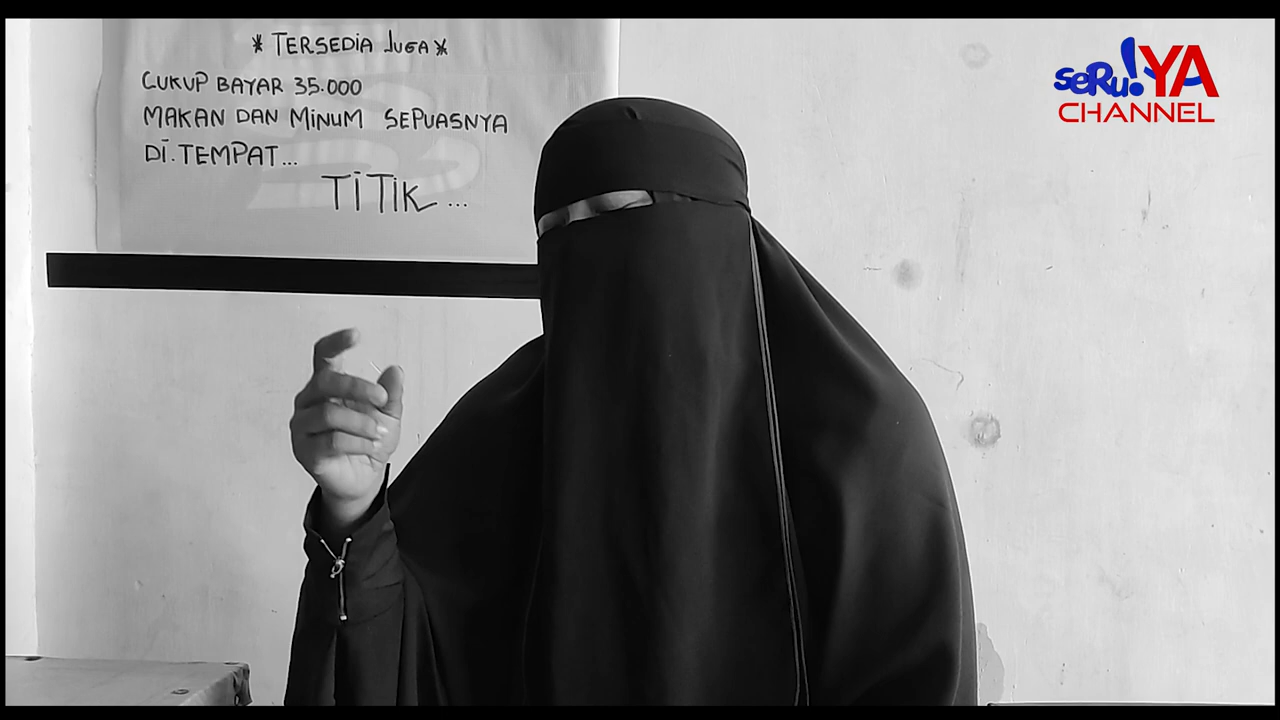 * TERSEDIA JUGA *
CUKUP BAYAR 35.000
MAKAN DAN MINUM SEPUASNYA
DI.TEMPAT...
TITIK...
seRu!YA
CHANNEL